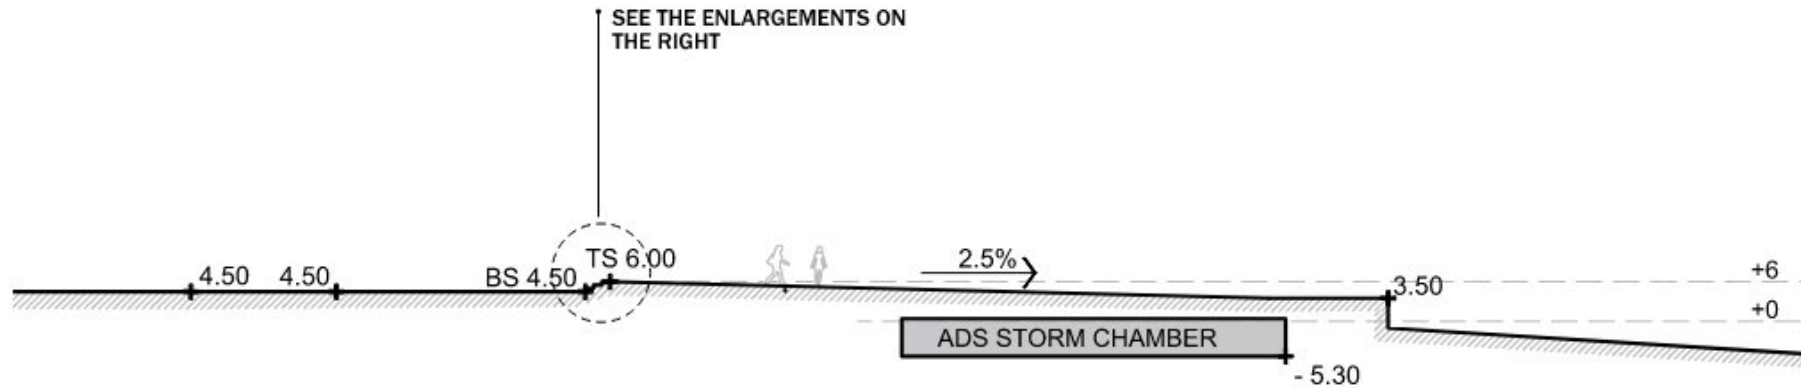 SEE THE ENLARGEMENTS ON
THE RIGHT
TS 6.00
4.50
4.50
BS 4.50
2.5%
+6
3.50
+0
ADS STORM CHAMBER
- 5.30